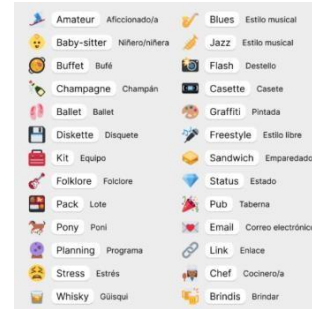 Amateur Aficcionado/a
Baby-sitter Niñero/niñera
Buffet Bufé
Champagne Champán
Ballet Ballet
Diskette Disquete
Kit Equipo
Folklore Folclore
Pack Lote
Pony Poni
Planning Programa
Stress Estrés
Whisky Güisqui
Blues Estilo musical
Jazz Estilo musical
Flash Destello
Casette Casete
Graffiti Pintada
Freestyle Estilo libre
Sandwich Emparedado
Status Estado
Pub Taberna
Email Correo electrónico
Link Enlace
Chef Cocinero/a
Brindis Brindar